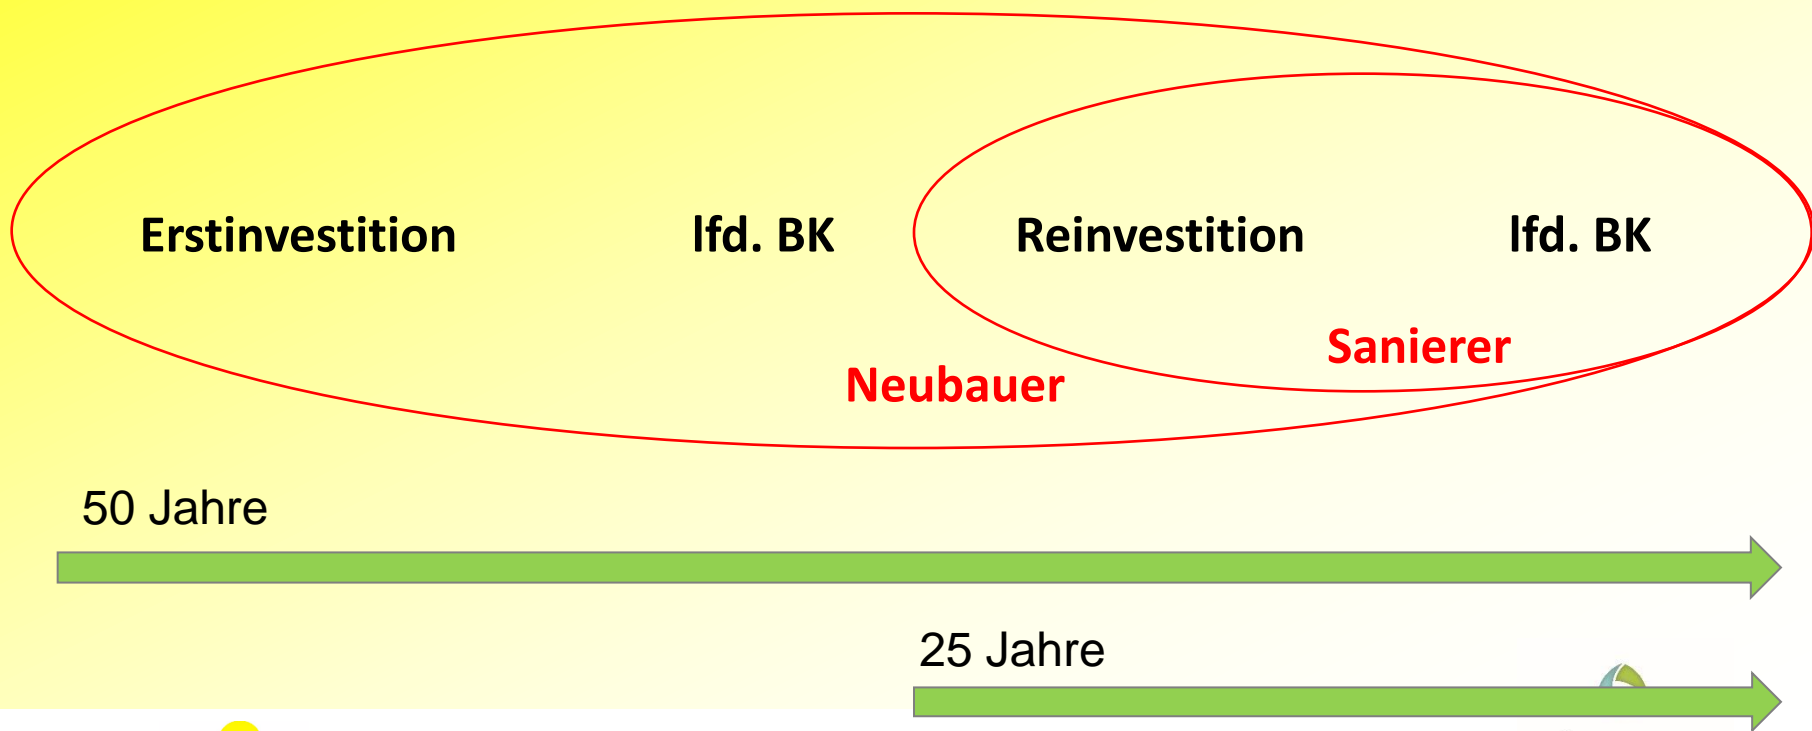 Erstinvestition lfd. BK Reinvestition lfd. BK
Sanierer
Neubauer
50 Jahre
25 Jahre